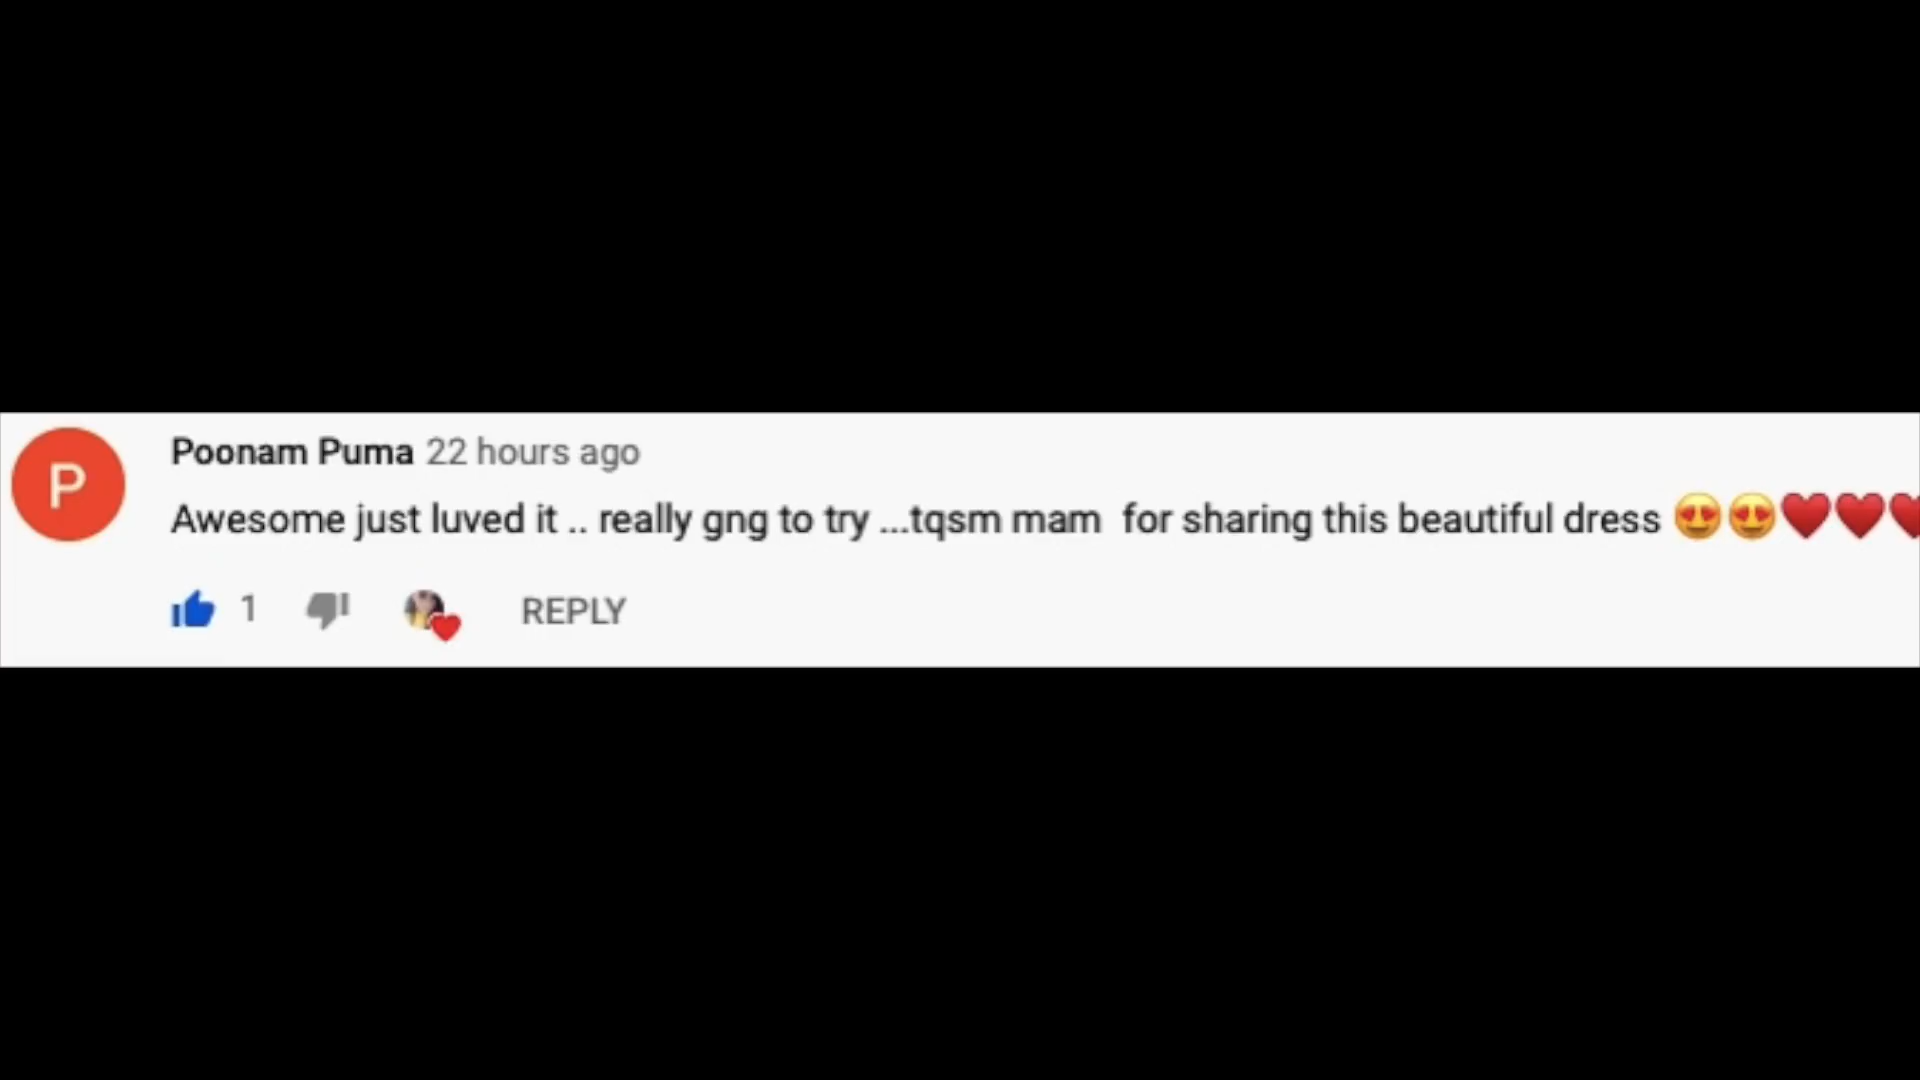 P
Poonam Puma 22 hours ago
Awesome just luved it .. really gng to try ...tqsm mam  for sharing this beautiful dress 😍😍❤️❤️❤️
1
REPLY